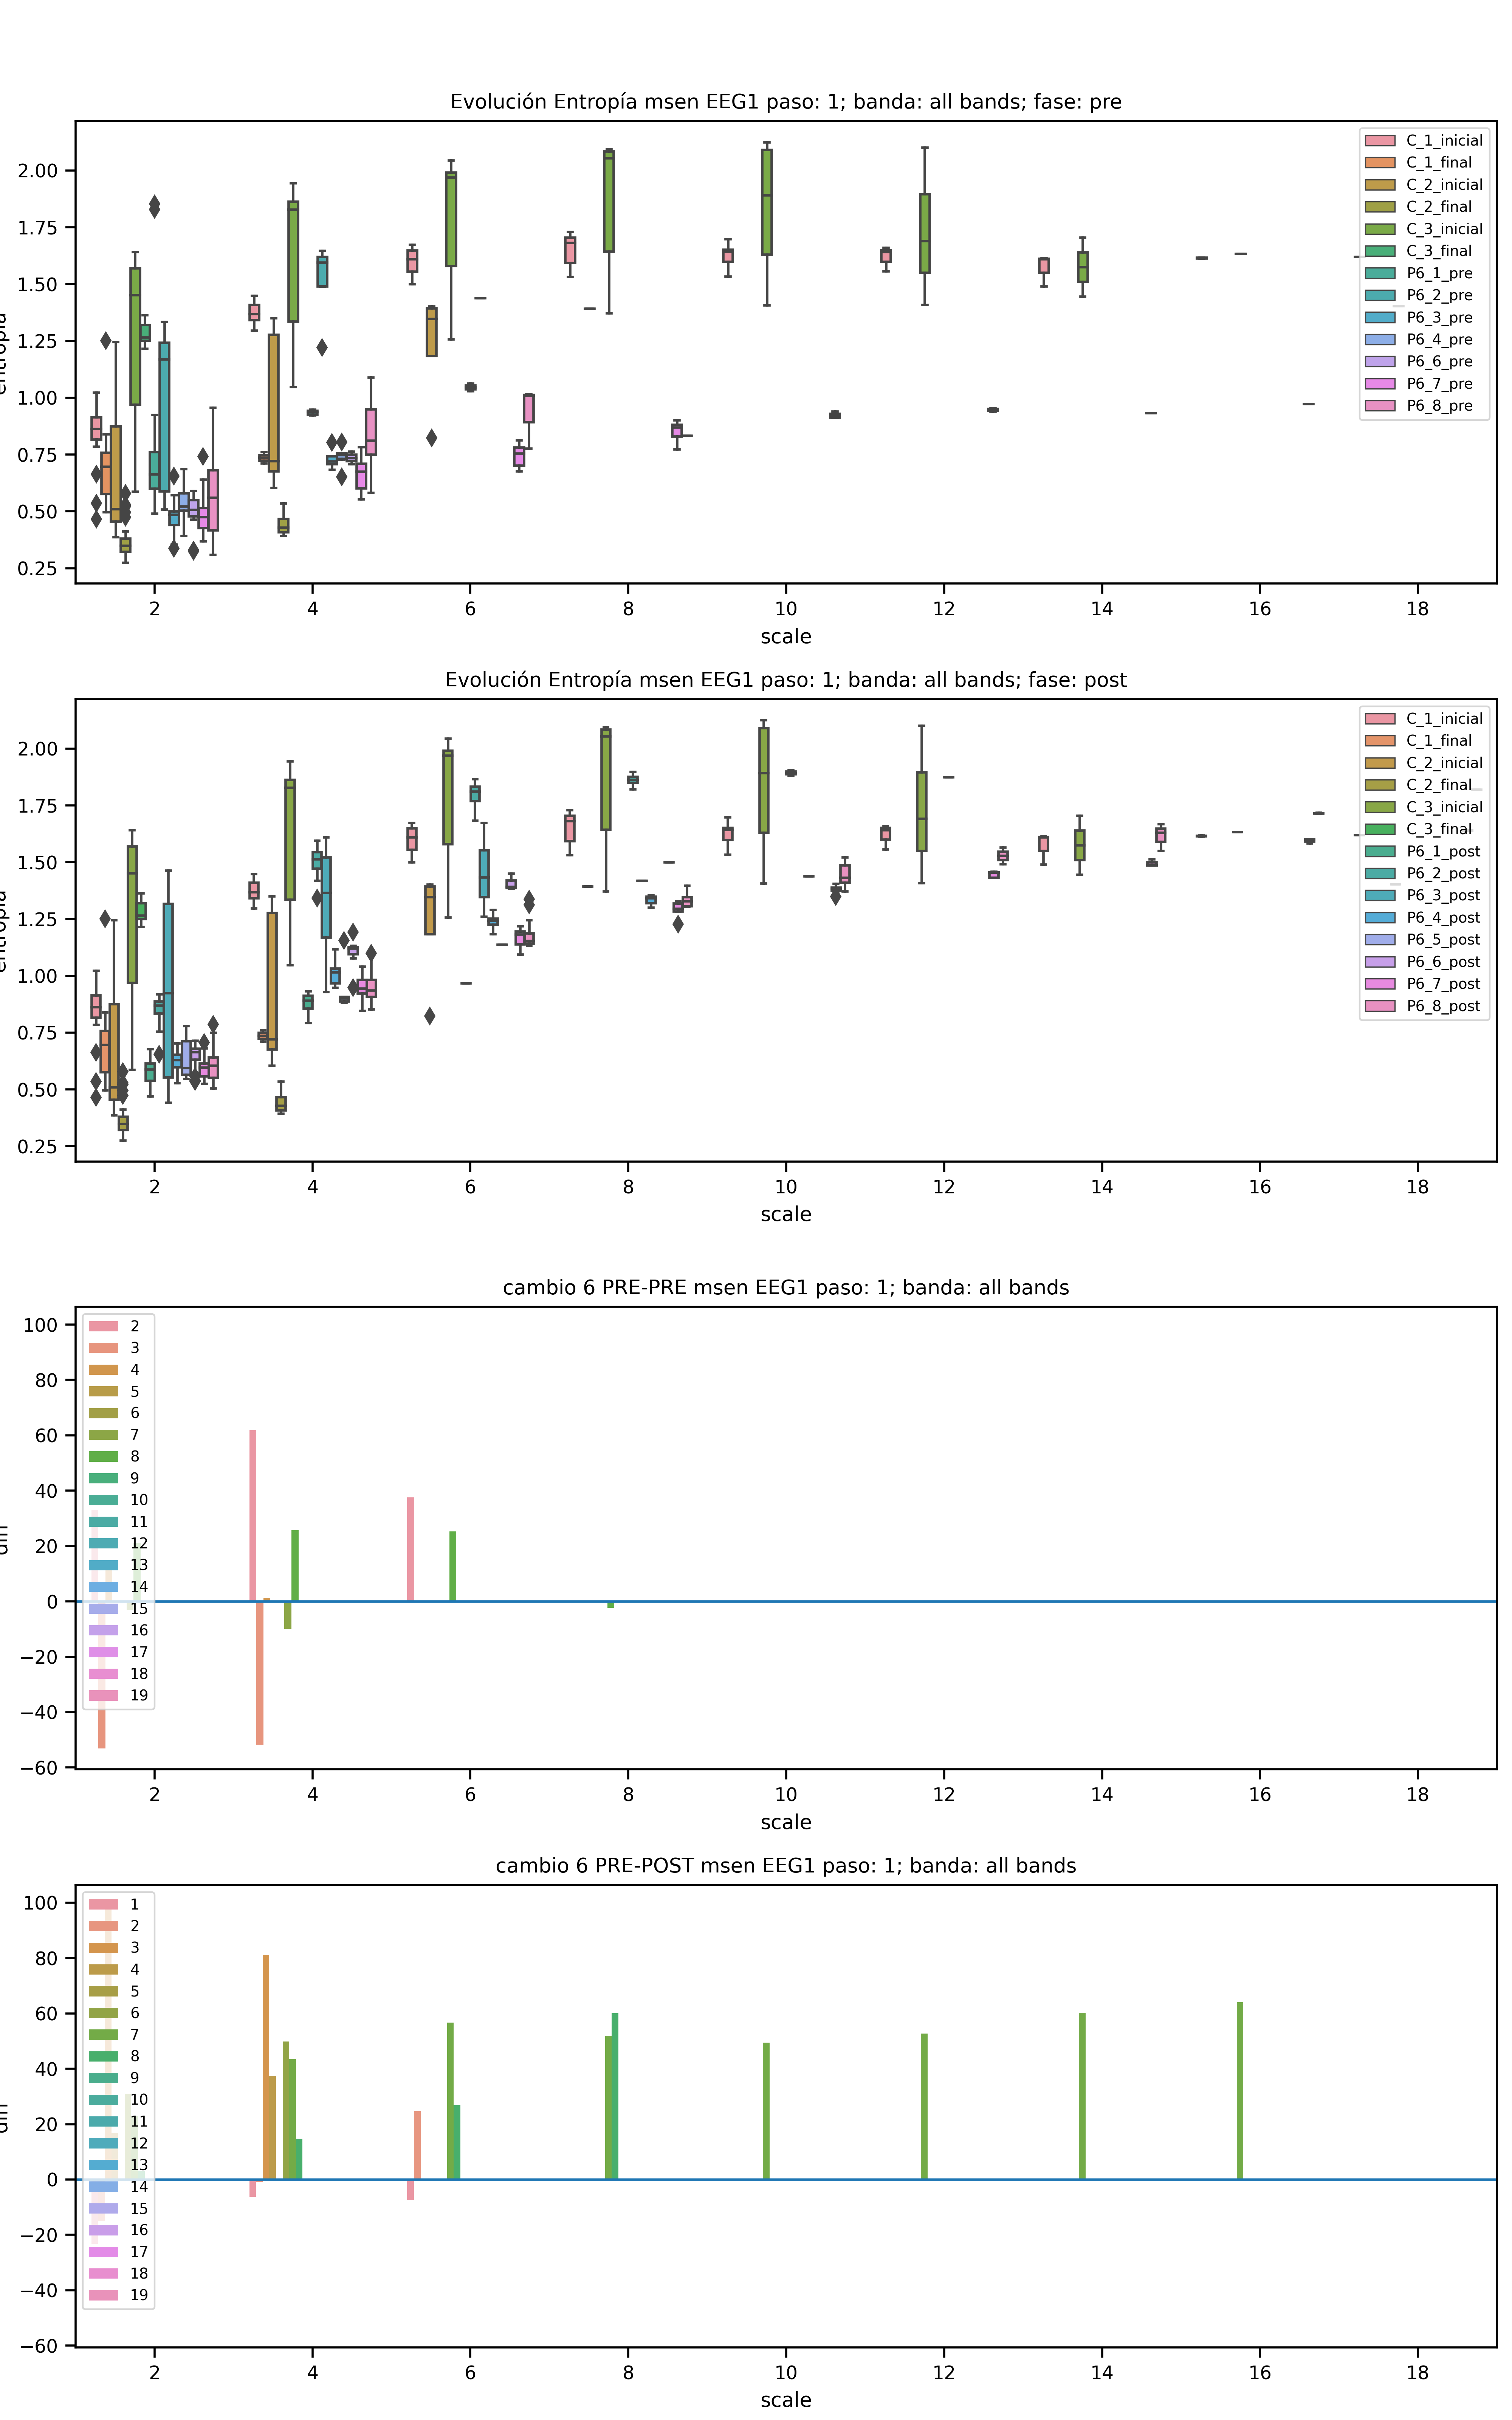 Evolución Entropía msen EEG1 paso: 1; banda: all bands; fase: pre
2.00
1.75
1.50
1.25
1.00
0.75
0.50
0.25
C_1_inicial
C_1_final
C_2_inicial
C_2_final
C_3_inicial
C_3_final
P6_1_pre
P6_2_pre
P6_3_pre
P6_4_pre
P6_6_pre
P6_7_pre
P6_8_pre
2 4 6 8 10 12 14 16 18
scale
Evolución Entropía msen EEG1 paso: 1; banda: all bands; fase: post
2.00
1.75
1.50
1.25
1.00
0.75
0.50
0.25
C_1_inicial
C_1_final
C_2_inicial
C_2_final
C_3_inicial
C_3_final
P6_1_post
P6_2_post
P6_3_post
P6_4_post
P6_5_post
P6_6_post
P6_7_post
P6_8_post
2 4 6 8 10 12 14 16 18
scale
cambio 6 PRE-PRE msen EEG1 paso: 1; banda: all bands
100
80
60
40
20
0
−20
−40
−60
2
3
4
5
6
7
8
9
10
11
12
13
14
15
16
17
18
19
2 4 6 8 10 12 14 16 18
scale
cambio 6 PRE-POST msen EEG1 paso: 1; banda: all bands
100
80
60
40
20
0
−20
−40
−60
1
2
3
4
5
6
7
8
9
10
11
12
13
14
15
16
17
18
19
2 4 6 8 10 12 14 16 18
scale